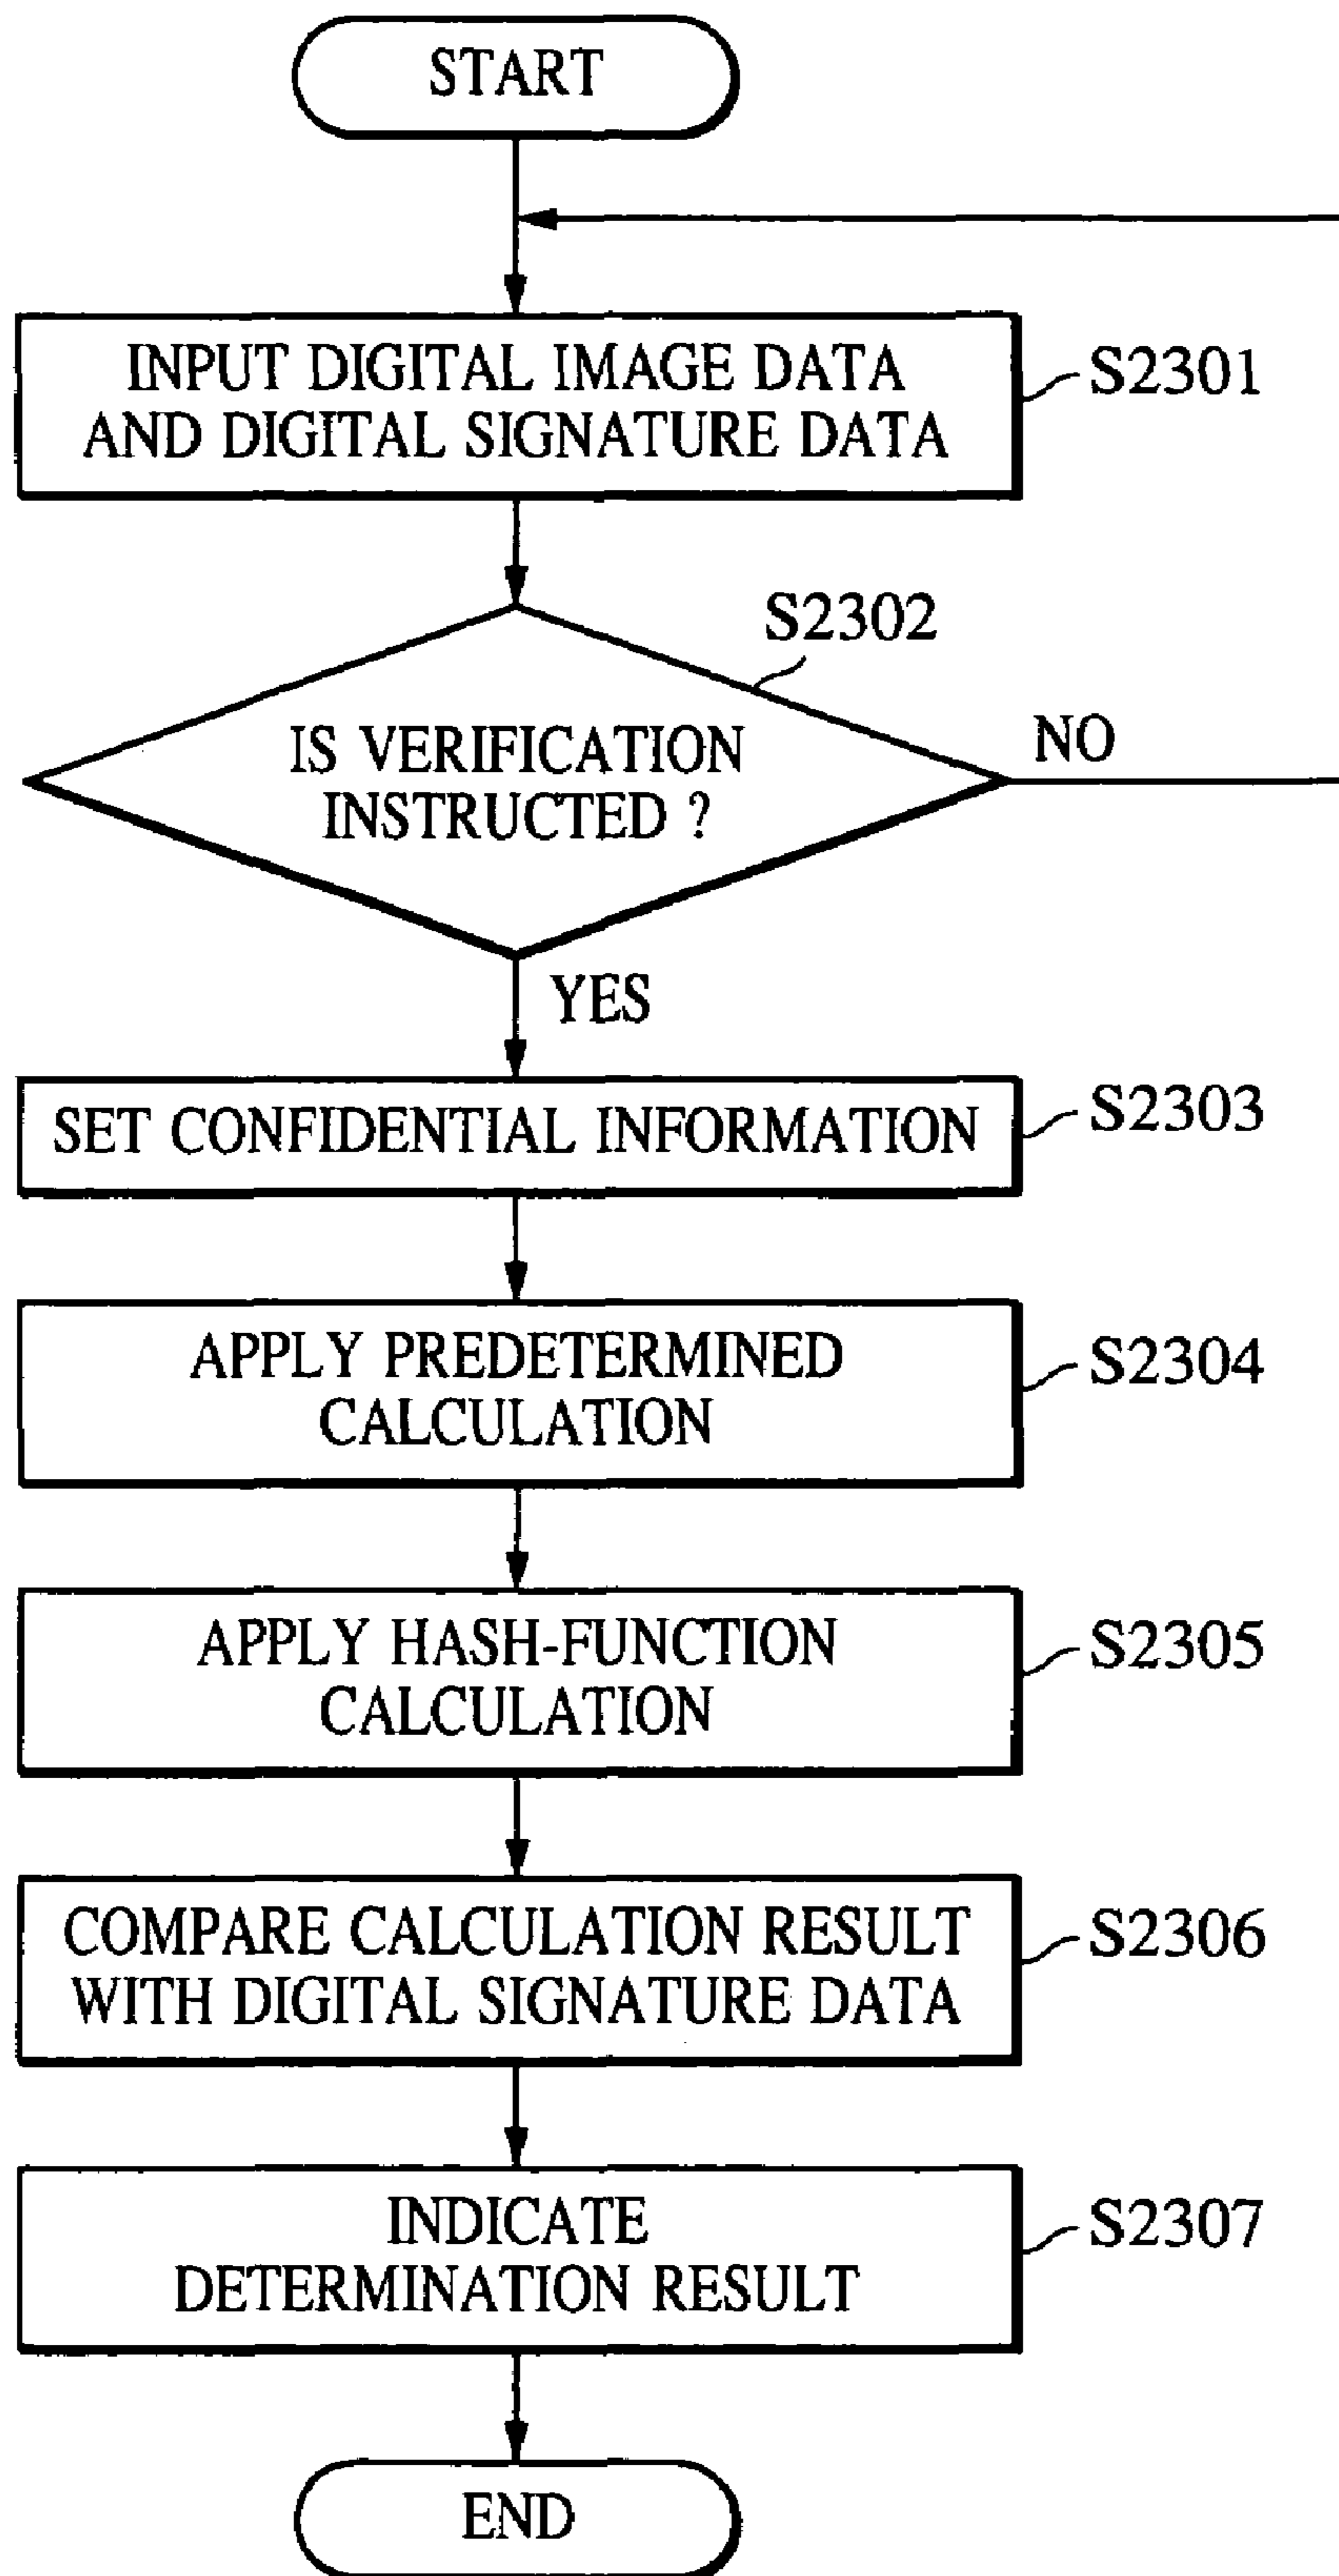 START
INPUT DIGITAL IMAGE DATA
AND DIGITAL SIGNATURE DATA
S2301
S2302
IS VERIFICATION
INSTRUCTED ?
NO
YES
SET CONFIDENTIAL INFORMATION
S2303
APPLY PREDETERMINED
CALCULATION
S2304
APPLY HASH-FUNCTION
CALCULATION
S2305
COMPARE CALCULATION RESULT
WITH DIGITAL SIGNATURE DATA
S2306
INDICATE
DETERMINATION RESULT
S2307
END